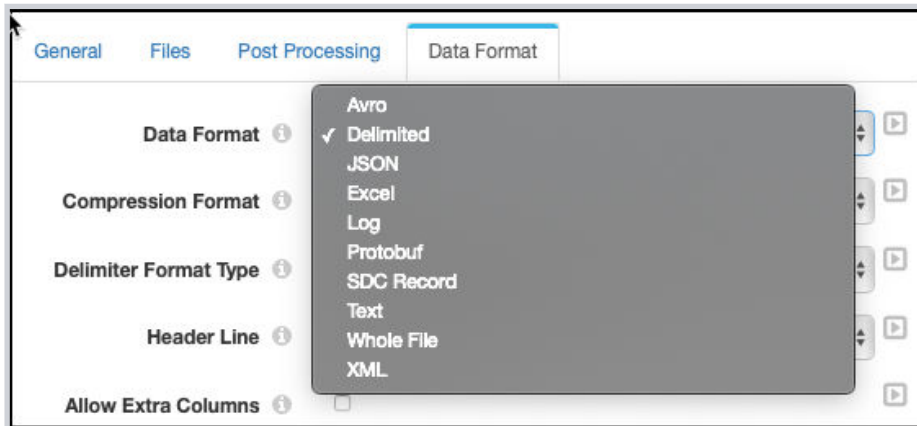 General Files Post Processing Data Format
Avro
Data Format ✓ Delimited
JSON
Compression Format Excel
Log
Delimiter Format Type Protobuf
SDC Record
Text
Header Line Whole File
XML
Allow Extra Columns